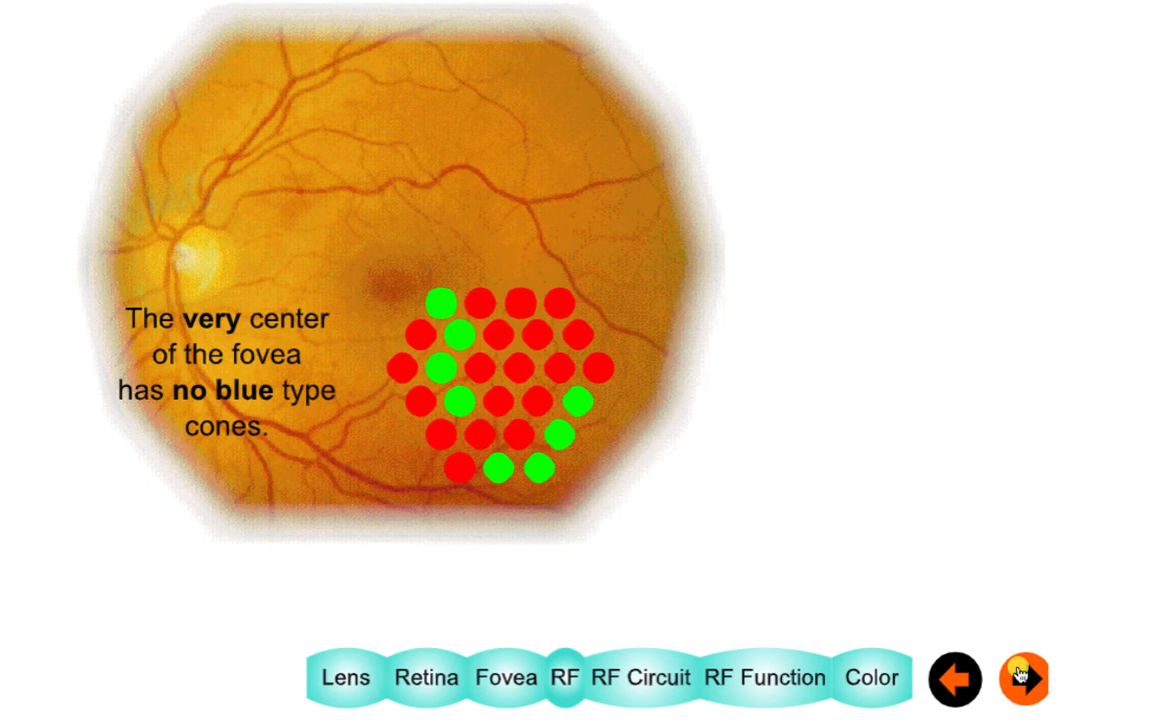 The very center
of the fovea
has no blue type
cones.
Lens Retina Fovea RF RF Circuit RF Function Color